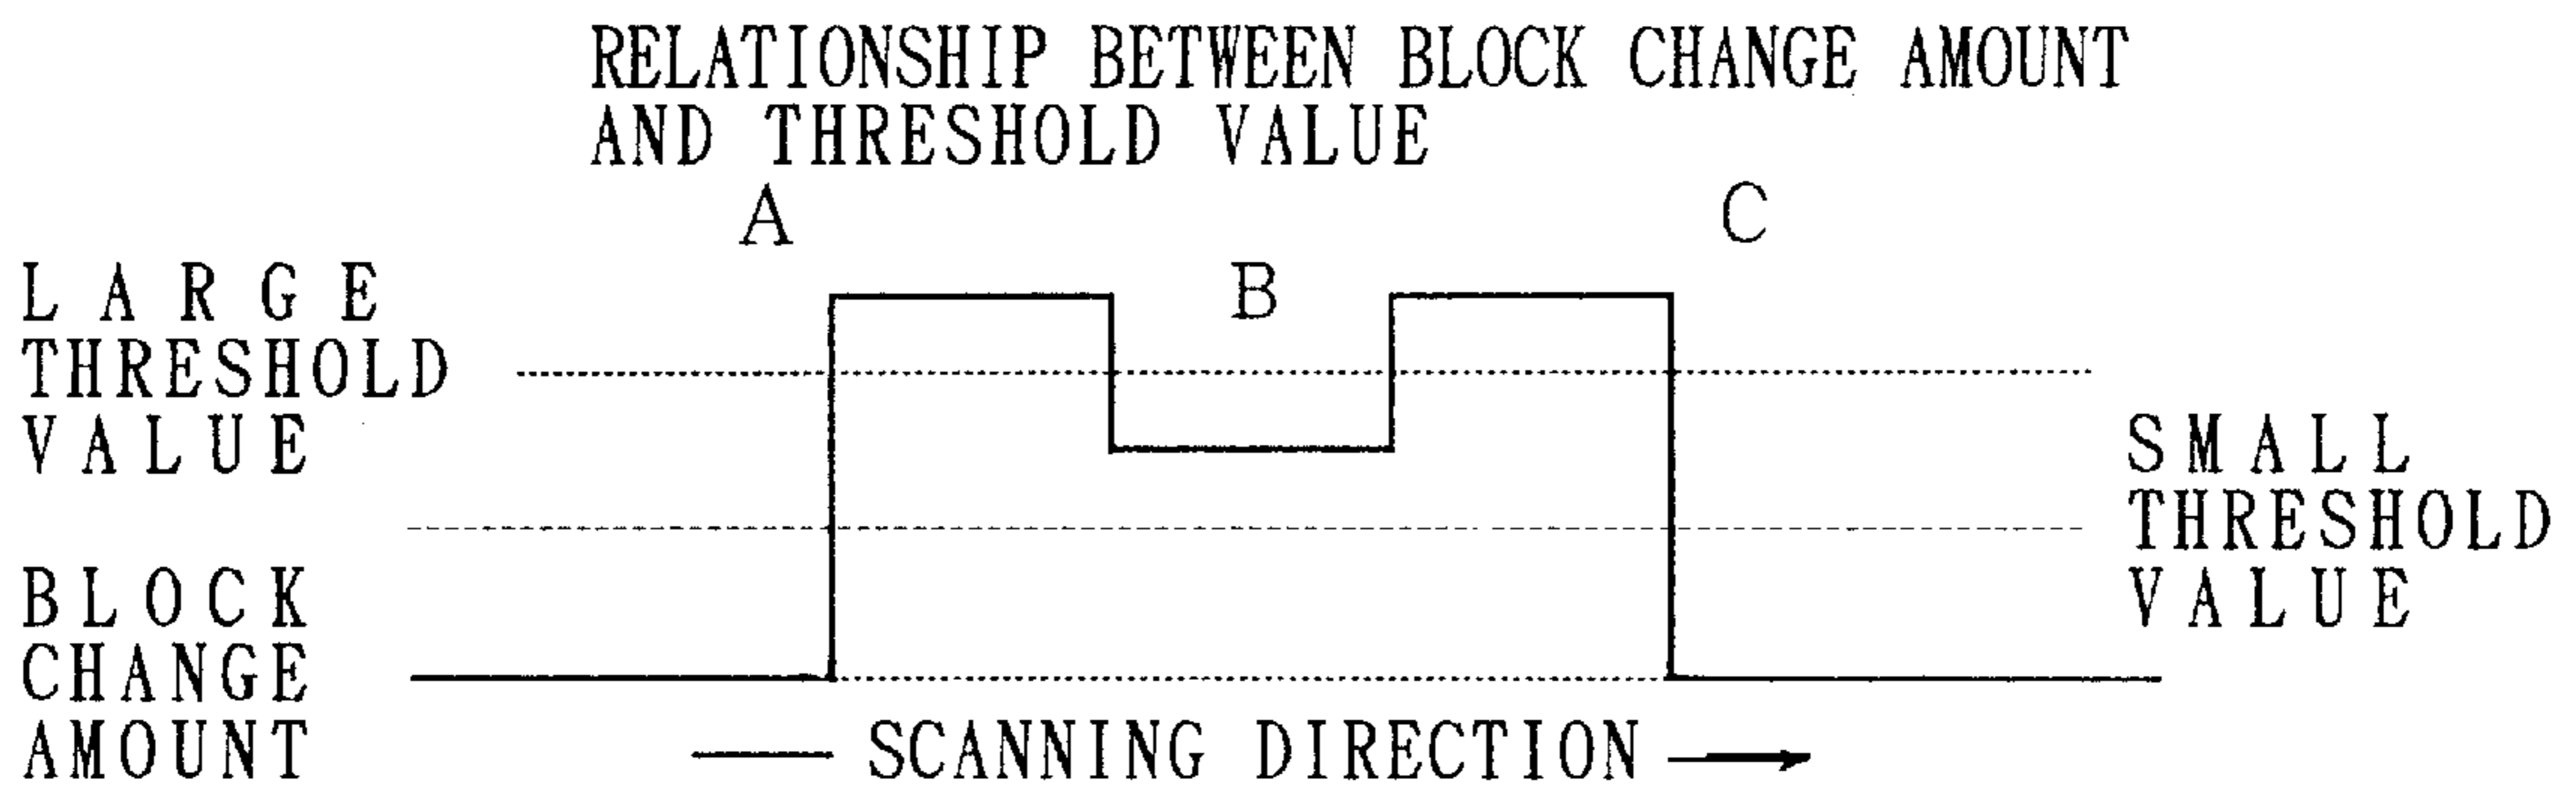 RELATIONSHIP BETWEEN BLOCK CHANGE AMOUNT
AND THRESHOLD VALUE
A
C
B
LARGE
THRESHOLD
VALUE
SMALL
THRESHOLD
VALUE
BLOCK
CHANGE
AMOUNT
SCANNING DIRECTION